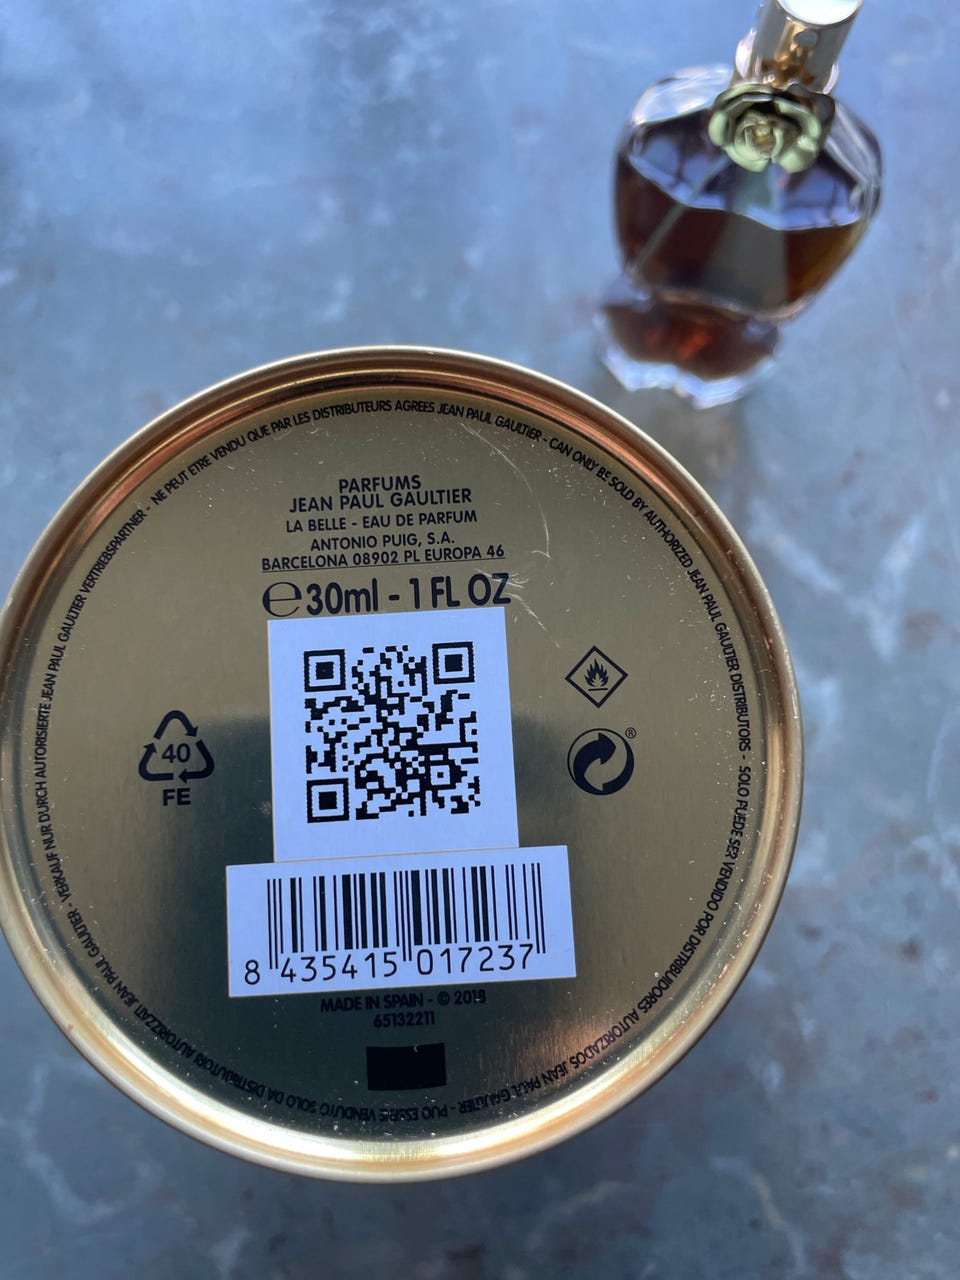 PARFUMS
JEAN PAUL GAULTIER
LA BELLE - EAU DE PARFUM
ANTONIO PUIG, S.A.
BARCELONA 08902 PL EUROPA 46
℮ 30ml - 1 FL OZ
40
FE
®
8 435415 017237
MADE IN SPAIN - © 2018
65132211
NE PEUT ETRE VENDU QUE PAR LES DISTRIBUTEURS AGREES JEAN PAUL GAULTIER - CAN ONLY BE SOLD BY AUTHORIZED JEAN PAUL GAULTIER DISTRIBUTORS - SOLO PUEDE SER VENDIDO POR DISTRIBUIDORES AUTORIZADOS JEAN PAUL GAULTIER - PUO ESSERE VENDUTO SOLO DA DISTRIBUTORI AUTORIZZATI JEAN PAUL GAULTIER - VERKAUF NUR DURCH AUTORISIERTE JEAN PAUL GAULTIER VERTRIEBSPARTNER -